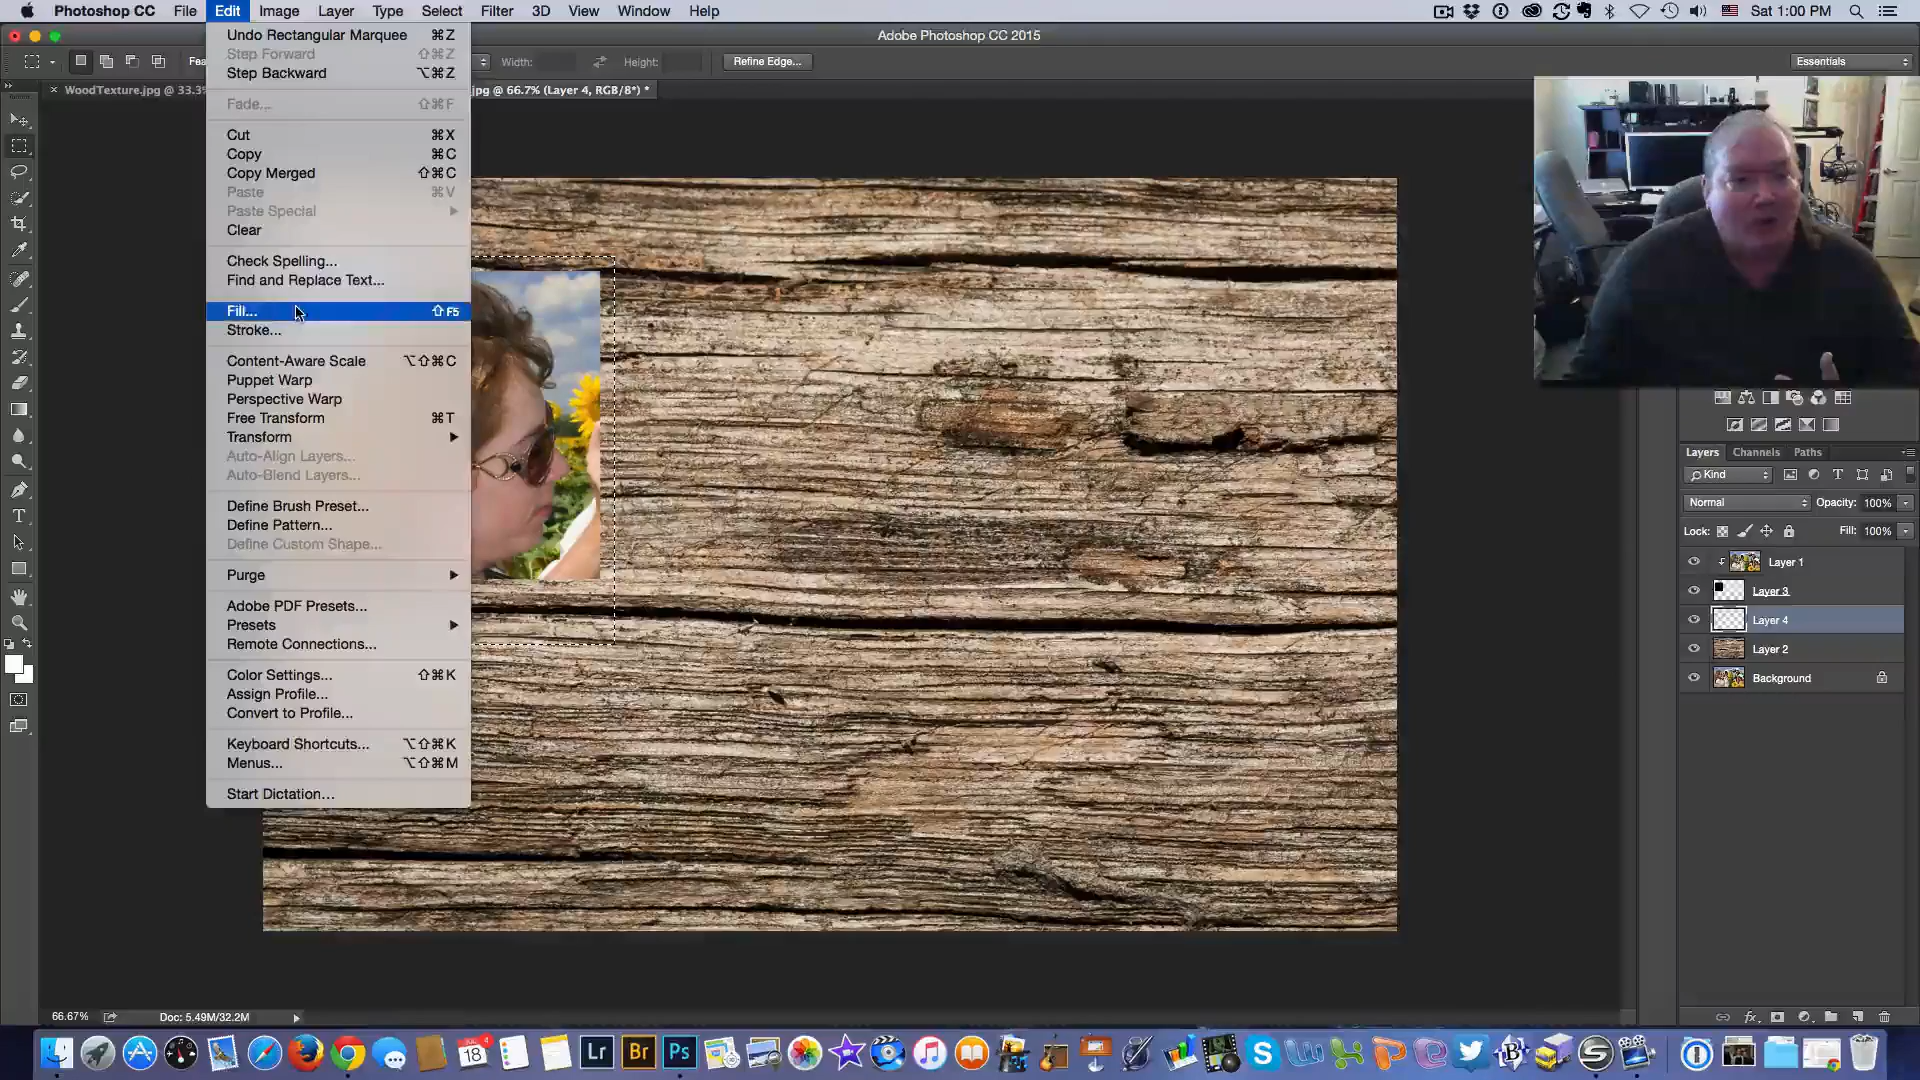 Photoshop CC File Edit Image Layer Type Select Filter 3D View Window Help Sat 1:00 PM
Adobe Photoshop CC 2015
Fea Width: Height: Refine Edge... Essentials
WoodTexture.jpg @ 33.3% .jpg @ 66.7% (Layer 4, RGB/8*) *
Undo Rectangular Marquee ⌘Z
Step Forward ⇧⌘Z
Step Backward ⌥⌘Z
Fade... ⇧⌘F
Cut ⌘X
Copy ⌘C
Copy Merged ⇧⌘C
Paste ⌘V
Paste Special
Clear
Check Spelling...
Find and Replace Text...
Fill... ⇧F5
Stroke...
Content-Aware Scale ⌥⇧⌘C
Puppet Warp
Perspective Warp
Free Transform ⌘T
Transform
Auto-Align Layers...
Auto-Blend Layers...
Define Brush Preset...
Define Pattern...
Define Custom Shape...
Purge
Adobe PDF Presets...
Presets
Remote Connections...
Color Settings... ⇧⌘K
Assign Profile...
Convert to Profile...
Keyboard Shortcuts... ⌥⇧⌘K
Menus... ⌥⇧⌘M
Start Dictation...
Layers Channels Paths
Kind
Normal Opacity: 100%
Lock: Fill: 100%
Layer 1
Layer 3
Layer 4
Layer 2
Background
66.67% Doc: 5.49M/32.2M
fx
JUL 18 4 Lr Br Ps